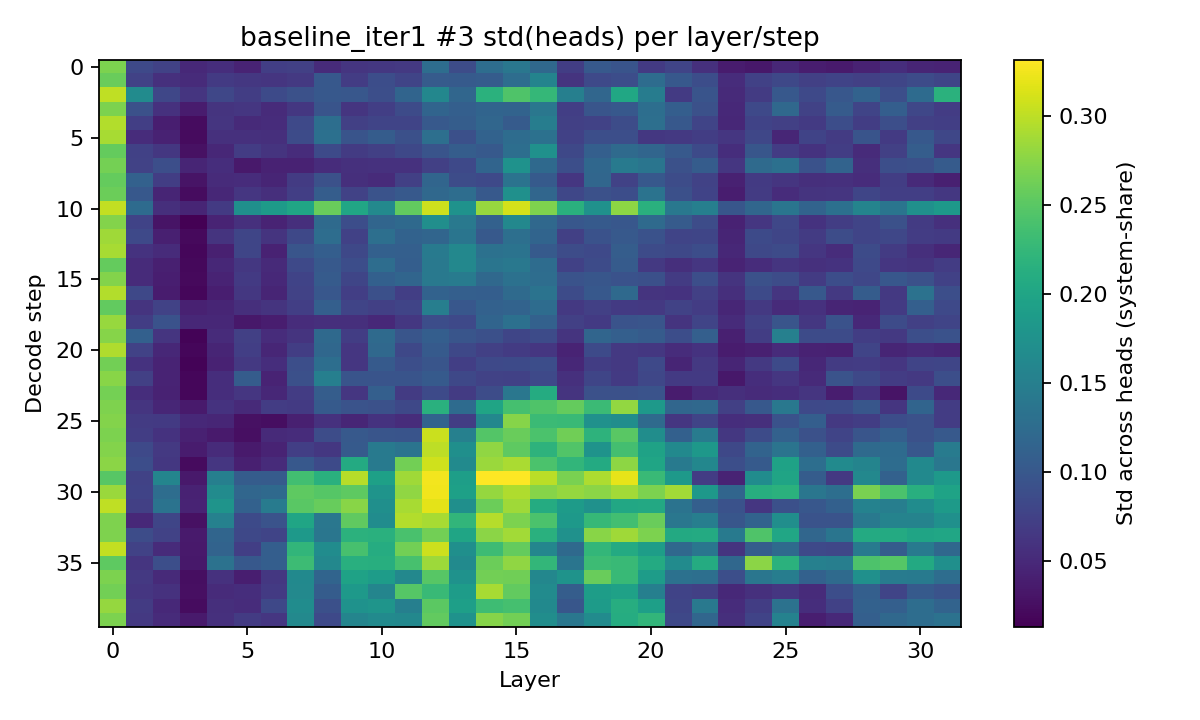 baseline_iter1 #3 std(heads) per layer/step
0
5
10
15
20
25
30
35
Decode step
0 5 10 15 20 25 30
Layer
0.30
0.25
0.20
0.15
0.10
0.05
Std across heads (system-share)